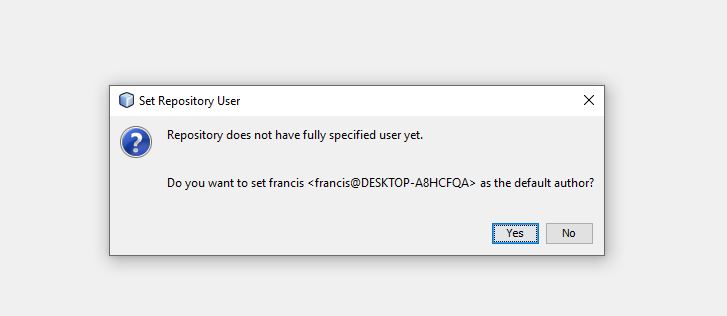 Set Repository User
Repository does not have fully specified user yet.
Do you want to set francis <francis@DESKTOP-A8HCFQA> as the default author?
Yes No